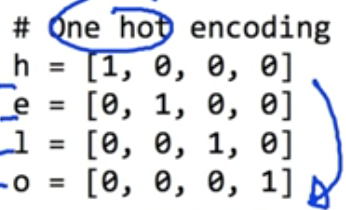 # One hot encoding
h = [1, 0, 0, 0]
e = [0, 1, 0, 0]
l = [0, 0, 1, 0]
o = [0, 0, 0, 1]